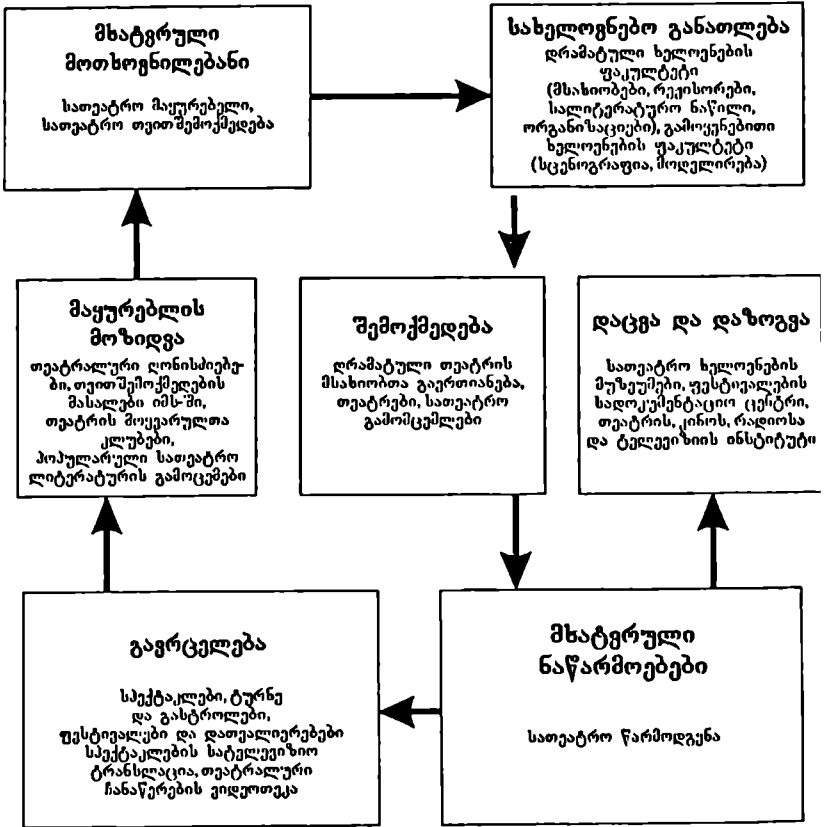 მხატვრული
მოთხოვნილებანი
სათეატრო მაყურებელი,
სათეატრო თვითშემოქმედება
სახელოვნებო განათლება
დრამატული ხელოვნების
ფაკულტეტი
(მსახიობები, რეჟისორები,
სალიტერატურო ნაწილი,
ორგანიზაციები), გამოყენებითი
ხელოვნების ფაკულტეტი
(სცენოგრაფია, მოდელირება)
მაყურებლის
მოზიდვა
თეატრალური ღონისძიებე-
ბი, თვითშემოქმედების
მასალები იმს-ში,
თეატრის მოყვარულთა
კლუბები,
პოპულარული სათეატრო
ლიტერატურის გამოცემები
შემოქმედება
დრამატული თეატრის
მსახიობთა გაერთიანება,
თეატრები, სათეატრო
გამომცემლები
დაცვა და დაზოგვა
სათეატრო ხელოვნების
მუზეუმები, ფესტივალების
სადოკუმენტაციო ცენტრი,
თეატრის, კინოს, რადიოსა
და ტელევიზიის ინსტიტუტი
გავრცელება
სპექტაკლები, ტურნე
და გასტროლები,
ფესტივალები და დათვალიერებები
სპექტაკლების სატელევიზიო
ტრანსლაცია, თეატრალური
ჩანაწერების ვიდეოთეკა
მხატვრული
ნაწარმოებები
სათეატრო წარმოდგენა